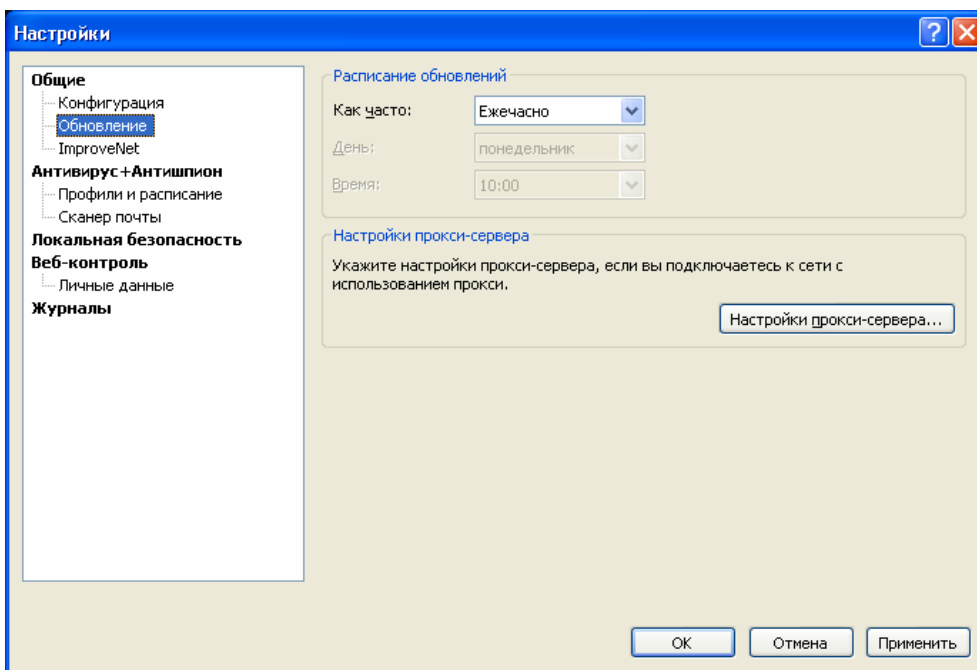 Настройки
Общие
Конфигурация
Обновление
ImproveNet
Антивирус+Антишпион
Профили и расписание
Сканер почты
Локальная безопасность
Веб-контроль
Личные данные
Журналы
Расписание обновлений
Как часто: Ежечасно
День: понедельник
Время: 10:00
Настройки прокси-сервера
Укажите настройки прокси-сервера, если вы подключаетесь к сети с
использованием прокси.
Настройки прокси-сервера...
ОК Отмена Применить